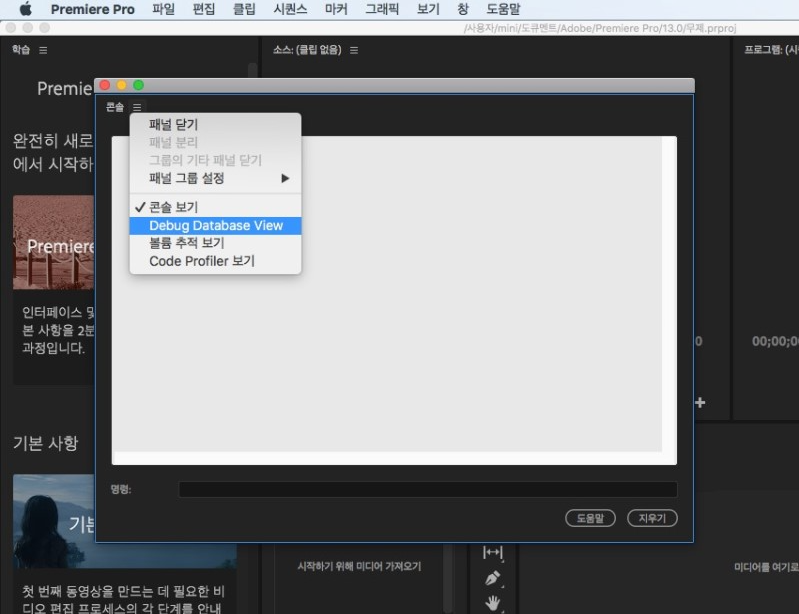 Premiere Pro 파일 편집 클립 시퀀스 마커 그래픽 보기 창 도움말
/사용자/mini/도큐멘트/Adobe/Premiere Pro/13.0/무제.prproj
학습
소스: (클립 없음)
프로그램: (시
Premie
콘솔
패널 닫기
패널 분리
그룹의 기타 패널 닫기
패널 그룹 설정
✓ 콘솔 보기
Debug Database View
볼륨 추적 보기
Code Profiler 보기
완전히 새로
에서 시작하
Premiere
인터페이스 및
본 사항을 2분
과정입니다.
0
00;00;0
기본 사항
명령:
도움말
지우기
기본
시작하기 위해 미디어 가져오기
미디어를 여기로
첫 번째 동영상을 만드는 데 필요한 비
디오 편집 프로세스의 각 단계를 안내